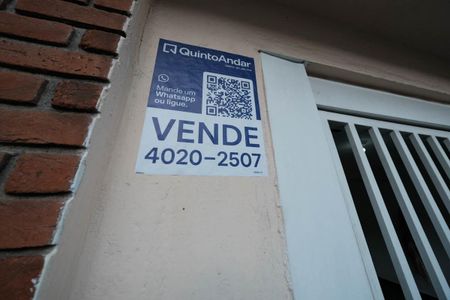 QuintoAndar
Mande um
Whatsapp
ou ligue.
VENDE
4020-2507